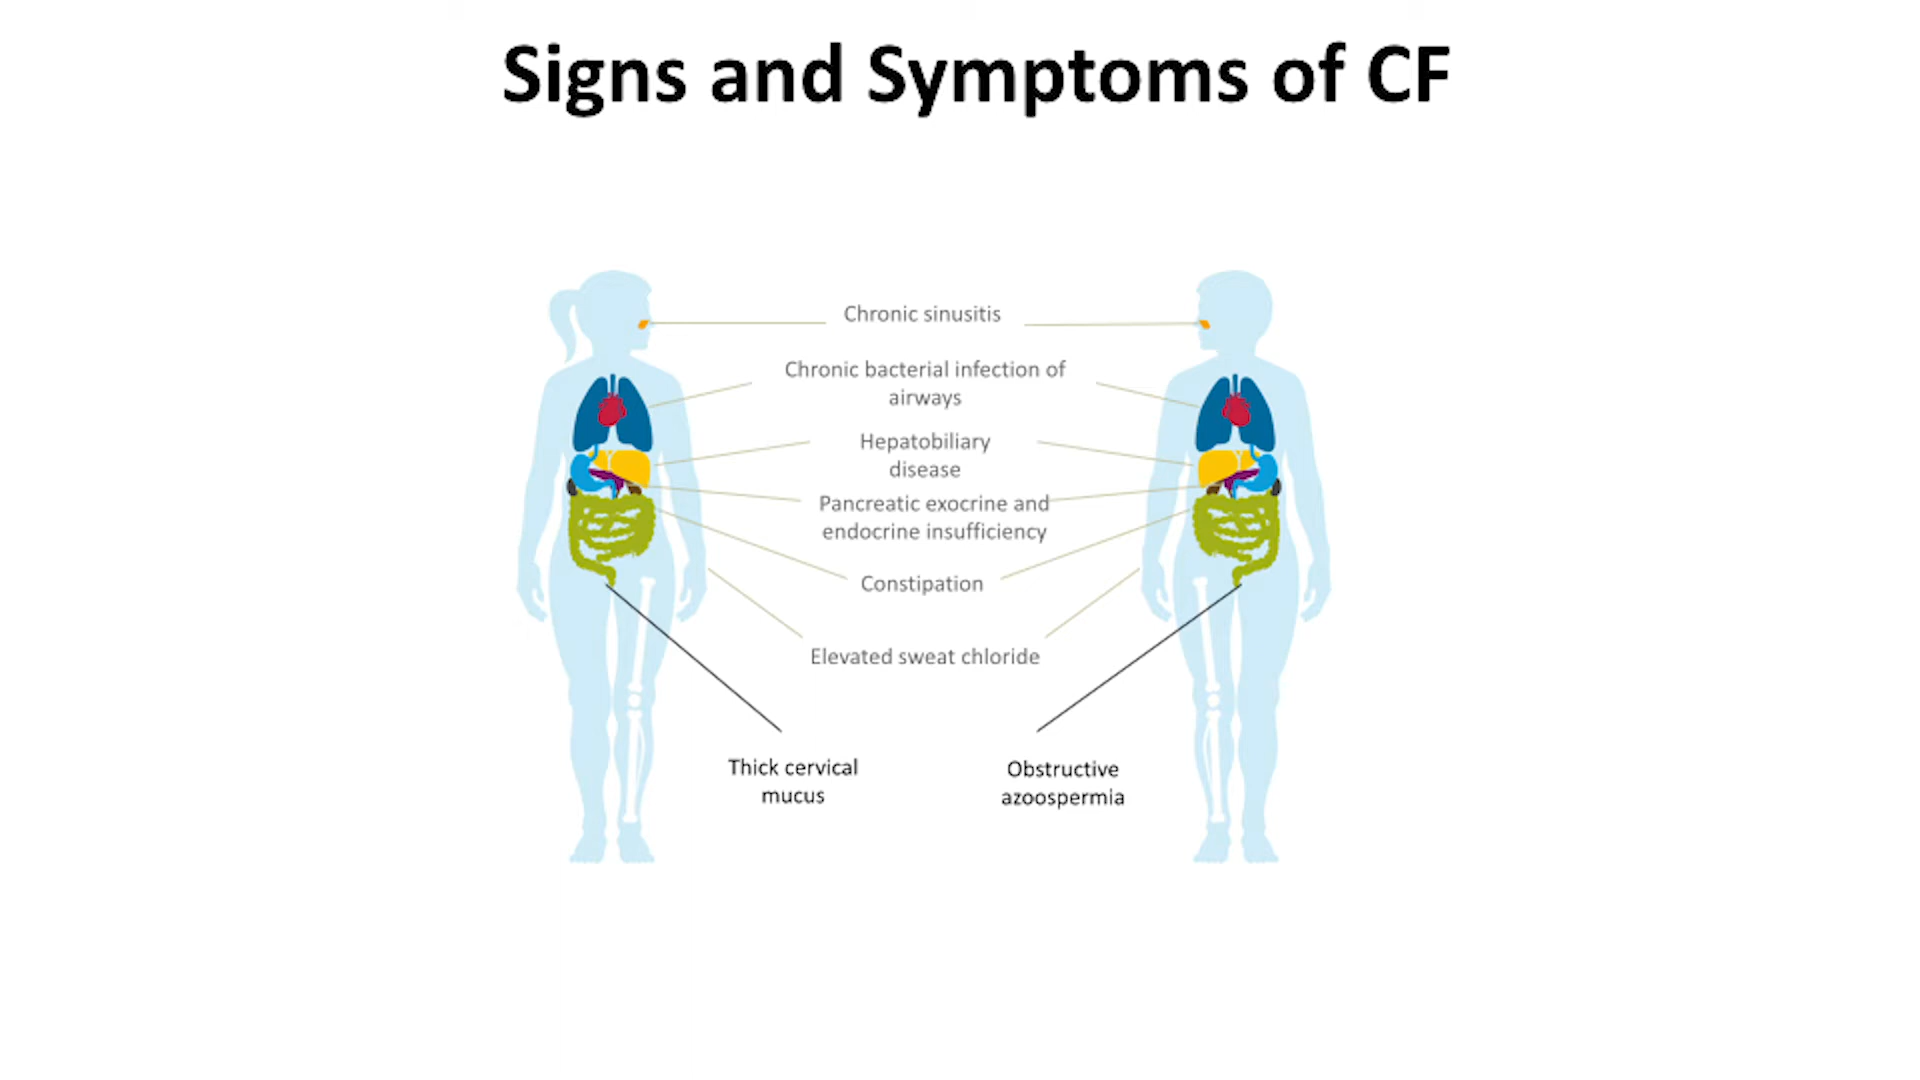 Signs and Symptoms of CF
Chronic sinusitis
Chronic bacterial infection of
airways
Hepatobiliary
disease
Pancreatic exocrine and
endocrine insufficiency
Constipation
Elevated sweat chloride
Thick cervical
mucus
Obstructive
azoospermia